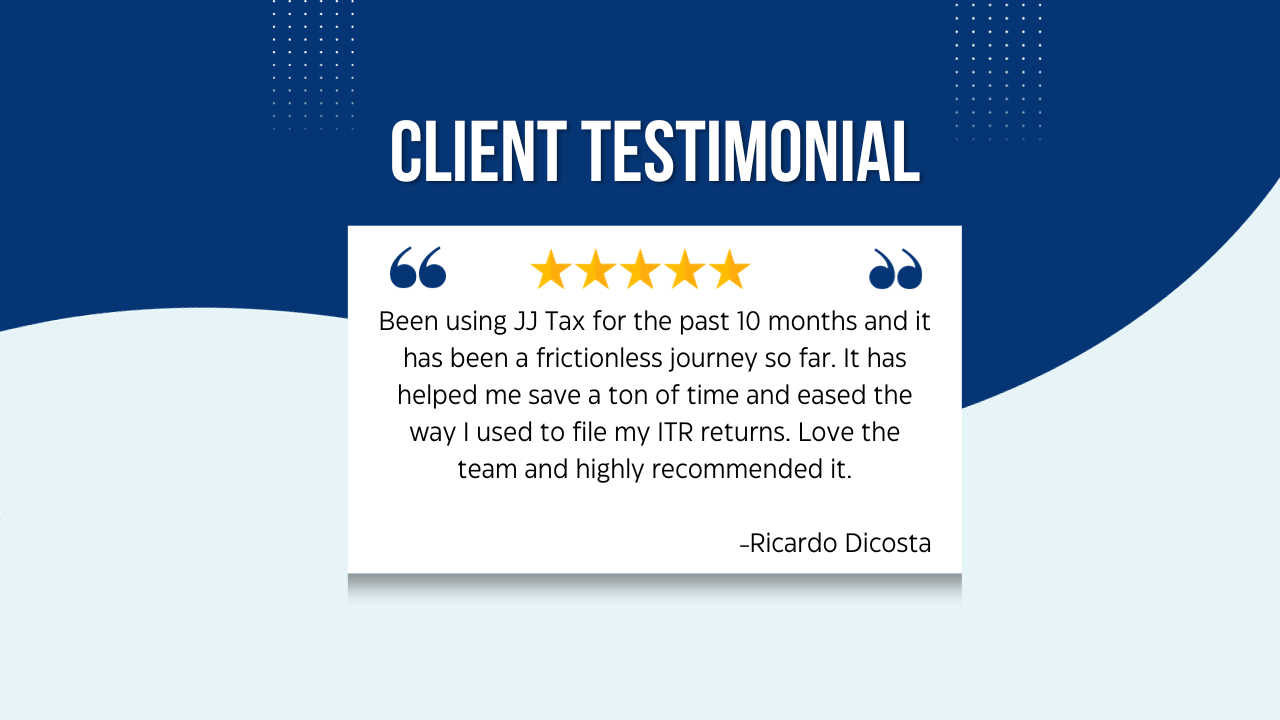 CLIENT TESTIMONIAL
“ ”
Been using JJ Tax for the past 10 months and it
has been a frictionless journey so far. It has
helped me save a ton of time and eased the
way I used to file my ITR returns. Love the
team and highly recommended it.
-Ricardo Dicosta